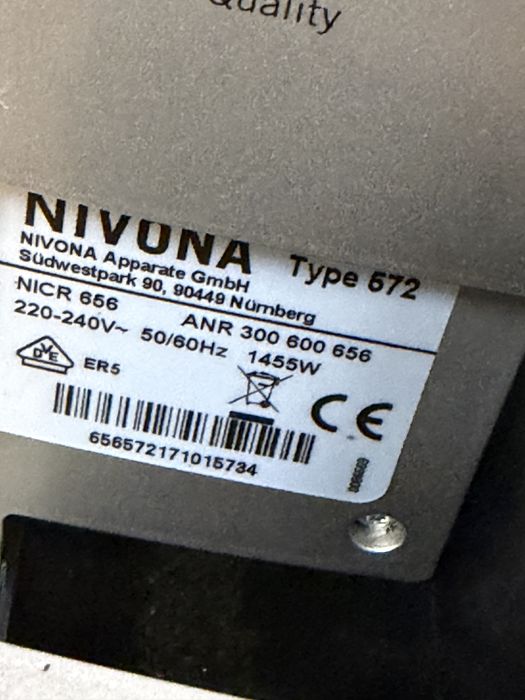 Quality
NIVONA
NIVONA Apparate GmbH
Südwestpark 90, 90449 Nürnberg
Type 572
NICR 656
ANR 300 600 656
220-240V~ 50/60Hz 1455W
DVE
ER5
CE
656572171015734